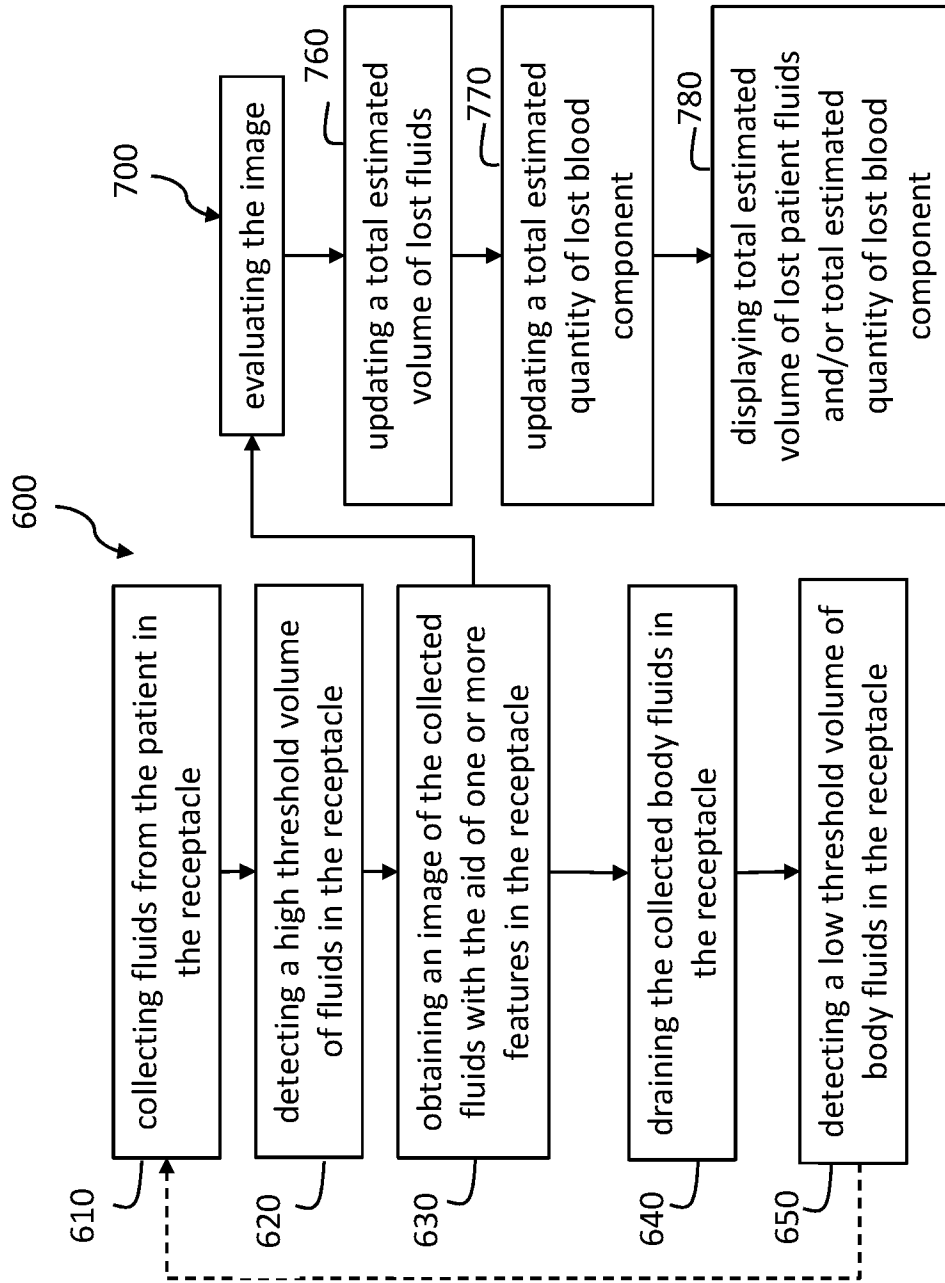 600
610
collecting fluids from the patient in
the receptacle
620
detecting a high threshold volume
of fluids in the receptacle
630
obtaining an image of the collected
fluids with the aid of one or more
features in the receptacle
640
draining the collected body fluids in
the receptacle
650
detecting a low threshold volume of
body fluids in the receptacle
700
evaluating the image
760
updating a total estimated
volume of lost fluids
770
updating a total estimated
quantity of lost blood
component
780
displaying total estimated
volume of lost patient fluids
and/or total estimated
quantity of lost blood
component